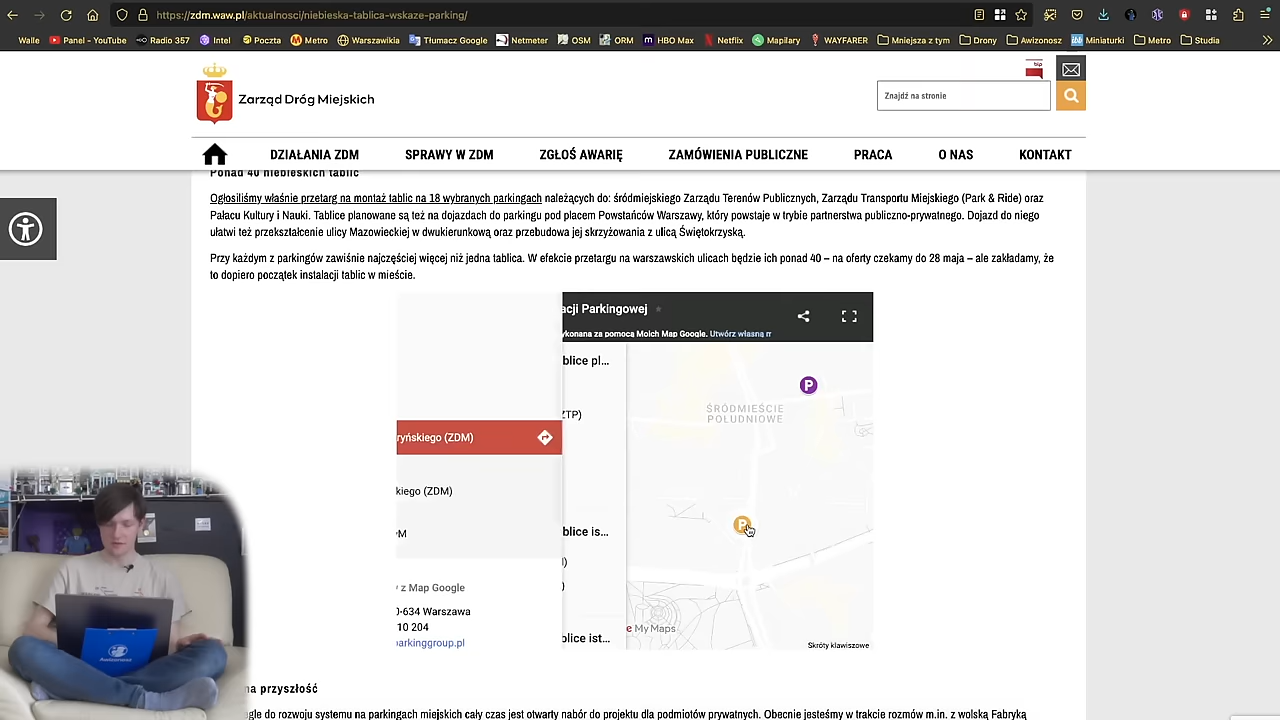 https://zdm.waw.pl/aktualnosci/niebieska-tablica-wskaze-parking/
Walle Panel - YouTube Radio 357 Intel Poczta Metro Warszawikia Tłumacz Google Netmeter OSM ORM HBO Max Netflix Mapilary WAYFARER Mniejsza z tym Drony Awizonosz Miniaturki Metro Studia
bip
Zarząd Dróg Miejskich
Znajdź na stronie
DZIAŁANIA ZDM SPRAWY W ZDM ZGŁOŚ AWARIĘ ZAMÓWIENIA PUBLICZNE PRACA O NAS KONTAKT
Ponad 40 niebieskich tablic
Ogłosiliśmy właśnie przetarg na montaż tablic na 18 wybranych parkingach należących do: śródmiejskiego Zarządu Terenów Publicznych, Zarządu Transportu Miejskiego (Park & Ride) oraz
Pałacu Kultury i Nauki. Tablice planowane są też na dojazdach do parkingu pod placem Powstańców Warszawy, który powstaje w trybie partnerstwa publiczno-prywatnego. Dojazd do niego
ułatwi też przekształcenie ulicy Mazowieckiej w dwukierunkową oraz przebudowa jej skrzyżowania z ulicą Świętokrzyską.
Przy każdym z parkingów zawiśnie najczęściej więcej niż jedna tablica. W efekcie przetargu na warszawskich ulicach będzie ich ponad 40 – na oferty czekamy do 28 maja – ale zakładamy, że
to dopiero początek instalacji tablic w mieście.
acji Parkingowej
ykonana za pomocą Moich Map Google. Utwórz własną m
blice pl...
P
ŚRÓDMIEŚCIE
POŁUDNIOWE
ZTP)
ryńskiego (ZDM)
kiego (ZDM)
P
blice is...
M
)
)
z Map Google
0-634 Warszawa
10 204
arkinggroup.pl
e My Maps
blice ist...
Skróty klawiszowe
na przyszłość
gle do rozwoju systemu na parkingach miejskich cały czas jest otwarty nabór do projektu dla podmiotów prywatnych. Obecnie jesteśmy w trakcie rozmów m.in. z wolską Fabryką
Awizonosz